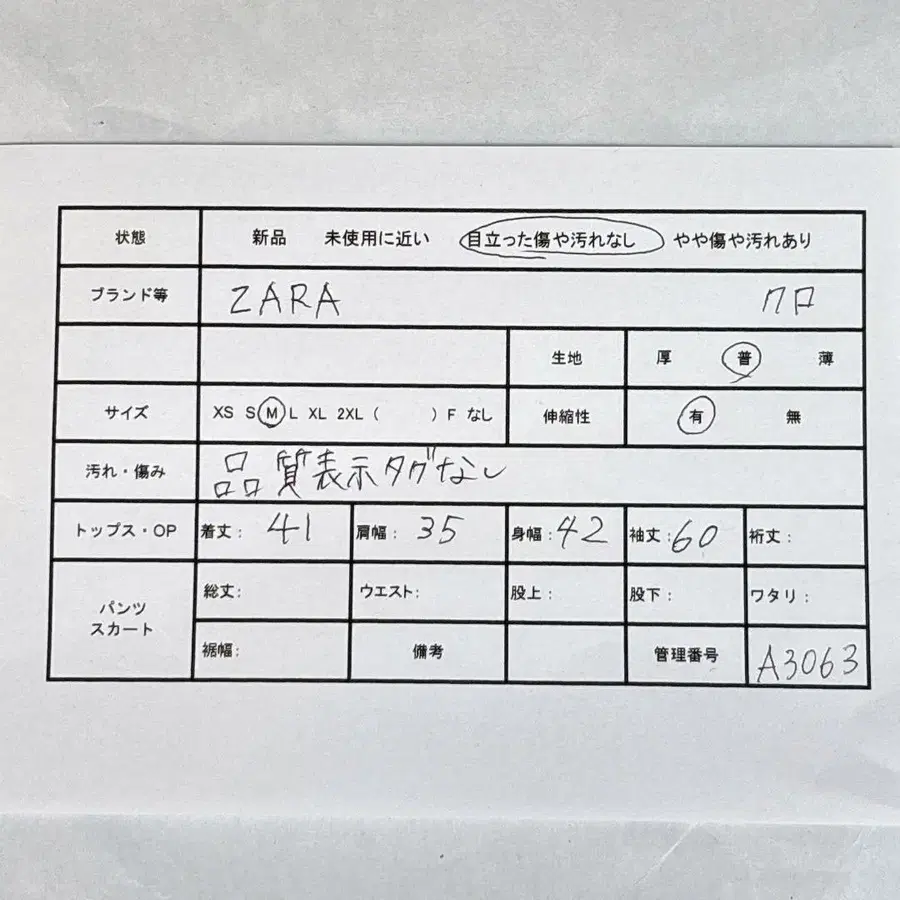 状態 新品 未使用に近い 目立った傷や汚れなし やや傷や汚れあり
ブランド等 ZARA クロ
生地 厚 普 薄
サイズ XS S M L XL 2XL ( ) F なし 伸縮性 有 無
汚れ・傷み 品質表示タグなし
トップス・OP 着丈: 41 肩幅: 35 身幅: 42 袖丈: 60 裄丈:
パンツ スカート 総丈: ウエスト: 股上: 股下: ワタリ:
裾幅: 備考 管理番号 A3063